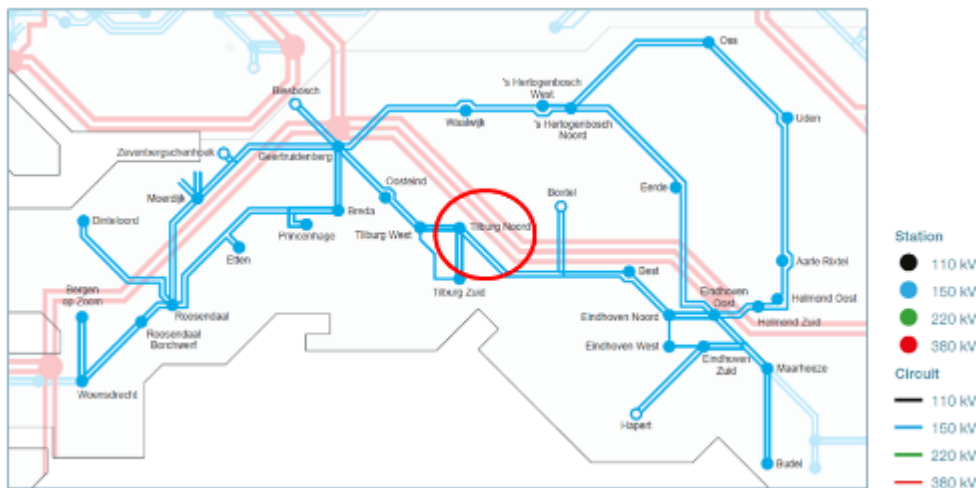 Oss
's Hertogenbosch
West
Biesbosch
Waalwijk
's Hertogenbosch
Noord
Uden
Zevenbergschenhoek
Geertruidenberg
Oosteind
Eerde
Boxtel
Moerdijk
Dinteloord
Breda
Princenhage
Tilburg West
Tilburg Noord
Etten
Tilburg Zuid
Best
Aarle Rixtel
Bergen
op Zoom
Roosendaal
Roosendaal
Borchwerf
Eindhoven
Oost
Helmond Oost
Eindhoven Noord
Helmond Zuid
Eindhoven West
Eindhoven
Zuid
Maarheeze
Woensdrecht
Hapert
Budel
Station
110 kV
150 kV
220 kV
380 kV
Circuit
110 kV
150 kV
220 kV
380 kV